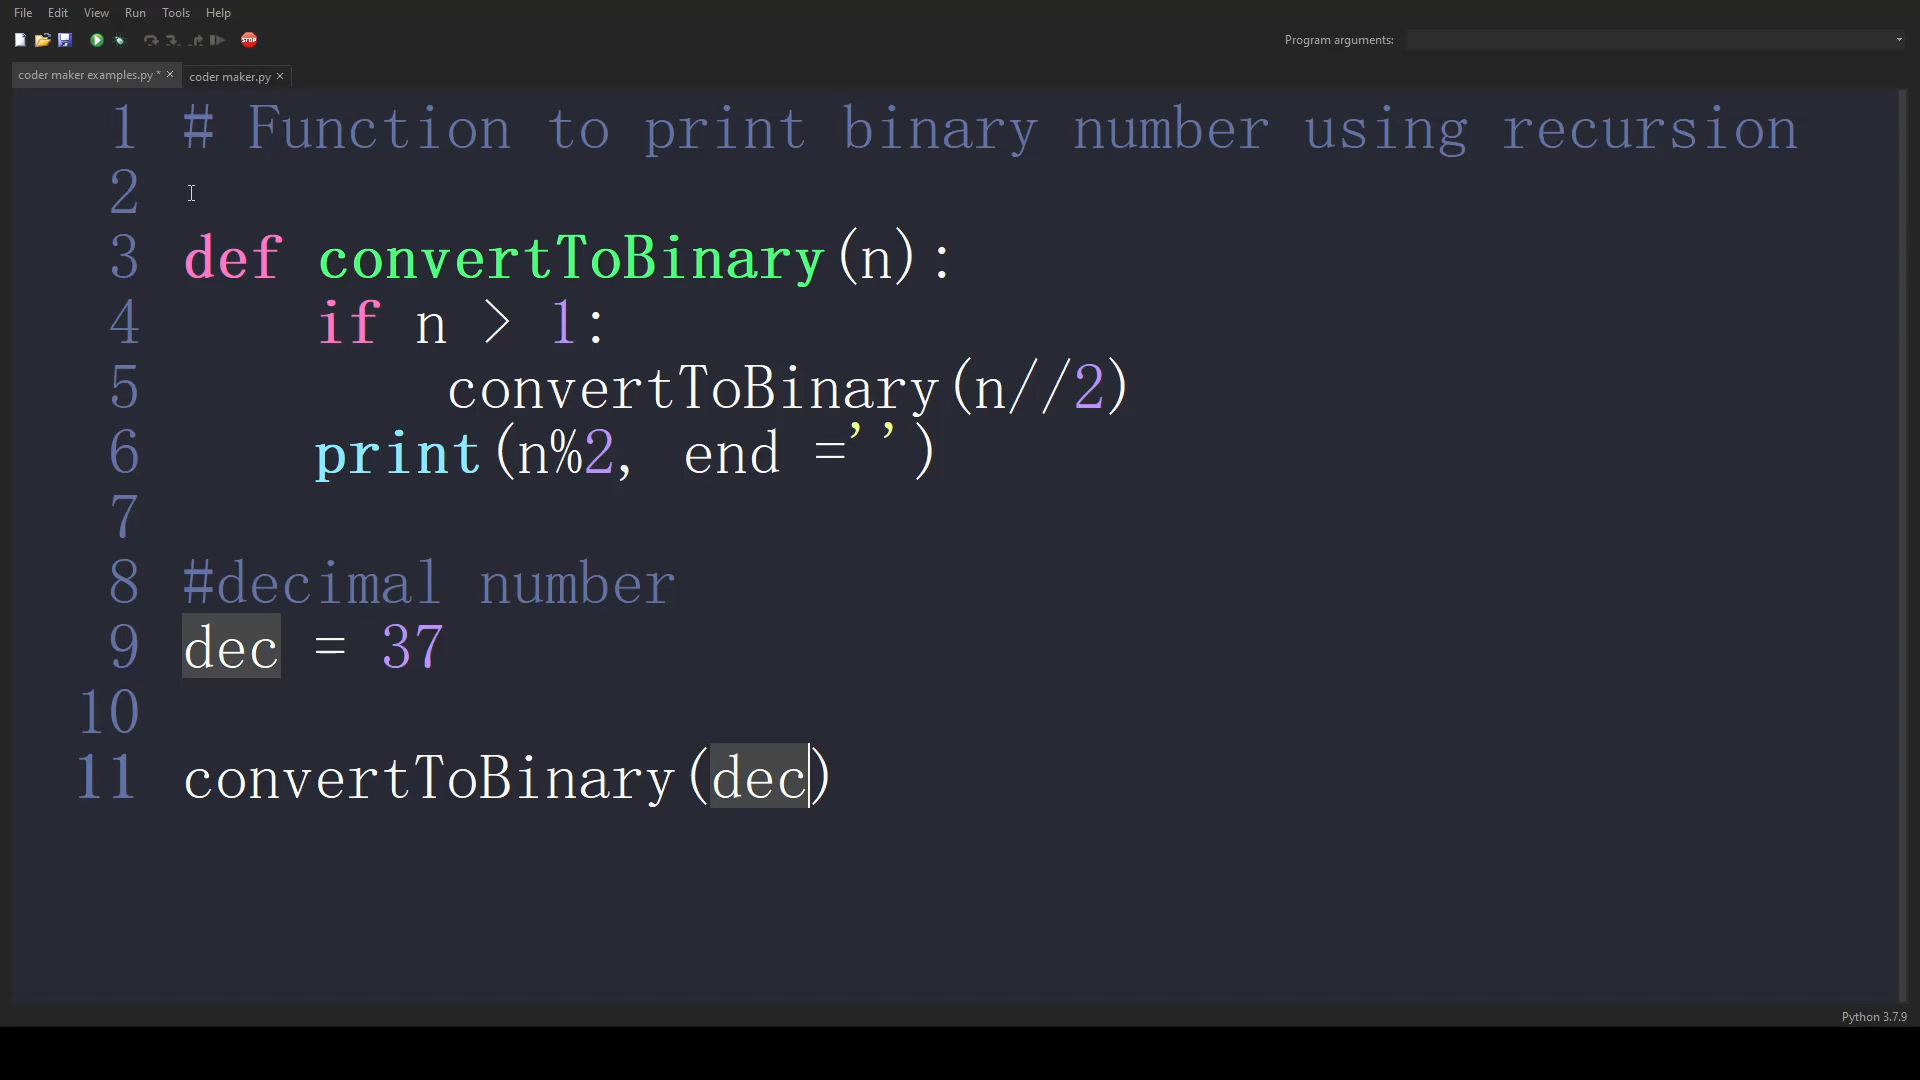 File Edit View Run Tools Help
STOP
Program arguments:
coder maker examples.py * × coder maker.py ×
1 # Function to print binary number using recursion
2
3 def convertToBinary(n):
4     if n > 1:
5         convertToBinary(n//2)
6     print(n%2, end ='')
7
8 #decimal number
9 dec = 37
10
11 convertToBinary(dec)
Python 3.7.9